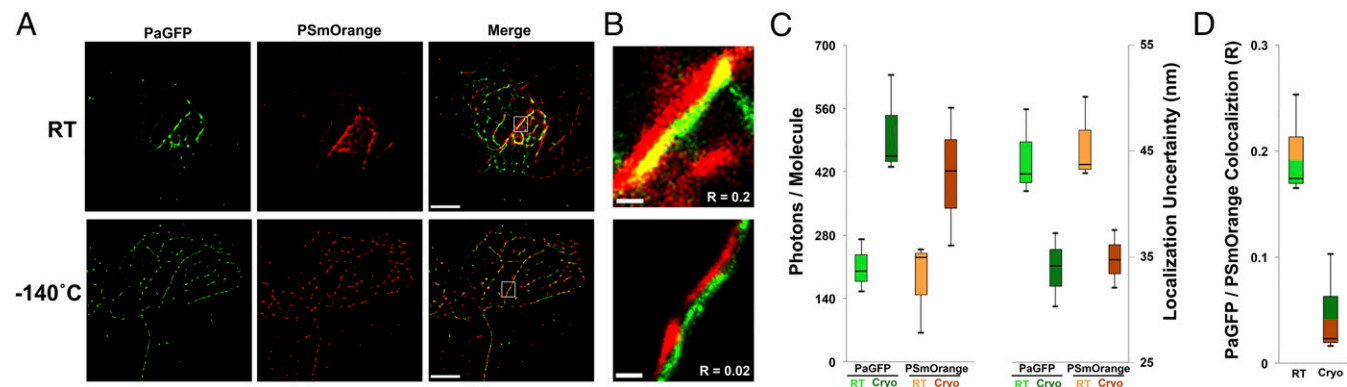 A
PaGFP
PSmOrange
Merge
RT
-140˚C
B
R = 0.2
R = 0.02
C
Photons / Molecule
700
560
420
280
140
0
PaGFP
PSmOrange
RT Cryo
RT Cryo
PaGFP
PSmOrange
RT Cryo
RT Cryo
Localization Uncertainty (nm)
55
45
35
25
D
PaGFP / PSmOrange Colocalization (R)
0.3
0.2
0.1
0
RT
Cryo